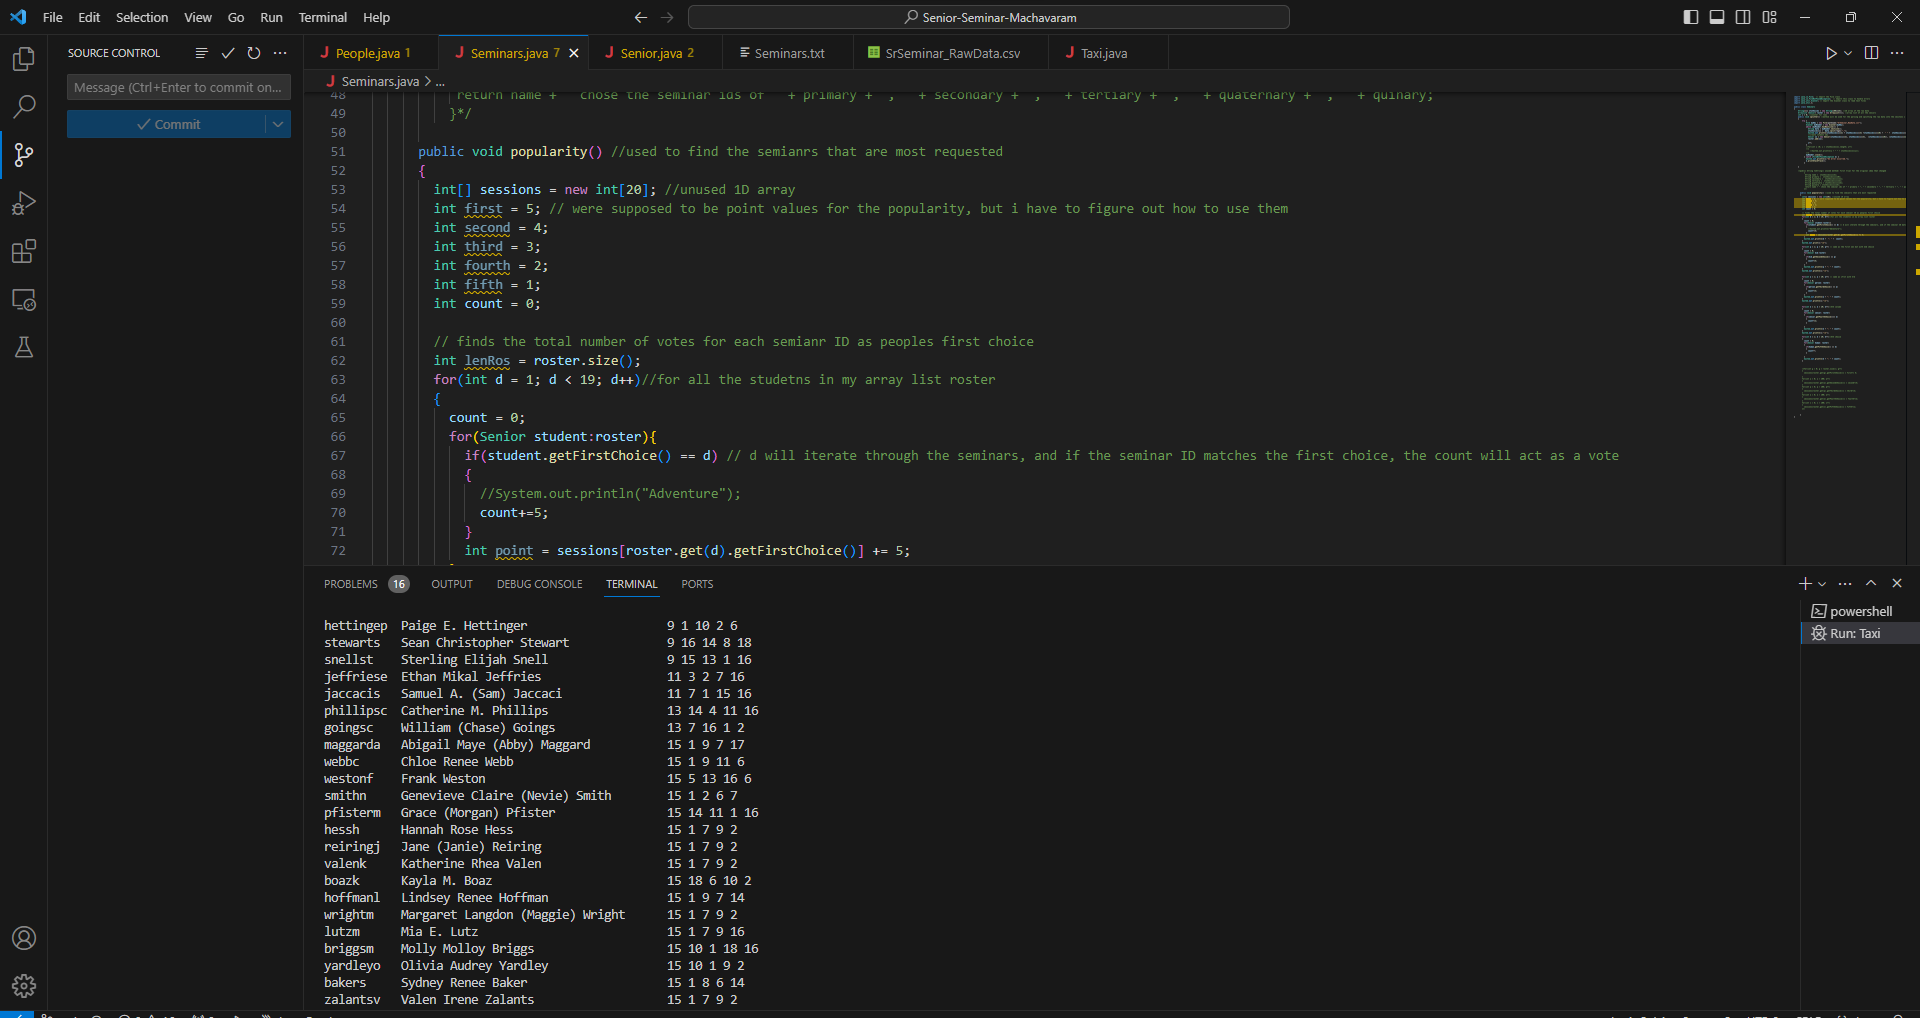 File Edit Selection View Go Run Terminal Help
Senior-Seminar-Machavaram
SOURCE CONTROL
Message (Ctrl+Enter to commit on...
Commit
People.java 1
Seminars.java 7
Senior.java 2
Seminars.txt
SrSeminar_RawData.csv
Taxi.java
Seminars.java > ...
48 return name + " chose the seminar ids of " + primary + ", " + secondary + ", " + tertiary + ", " + quaternary + ", " + quinary;
49 }*/
50
51 public void popularity() //used to find the semianrs that are most requested
52 {
53 int[] sessions = new int[20]; //unused 1D array
54 int first = 5; // were supposed to be point values for the popularity, but i have to figure out how to use them
55 int second = 4;
56 int third = 3;
57 int fourth = 2;
58 int fifth = 1;
59 int count = 0;
60
61 // finds the total number of votes for each semianr ID as peoples first choice
62 int lenRos = roster.size();
63 for(int d = 1; d < 19; d++)//for all the studetns in my array list roster
64 {
65 count = 0;
66 for(Senior student:roster){
67 if(student.getFirstChoice() == d) // d will iterate through the seminars, and if the seminar ID matches the first choice, the count will act as a vote
68 {
69 //System.out.println("Adventure");
70 count+=5;
71 }
72 int point = sessions[roster.get(d).getFirstChoice()] += 5;
PROBLEMS 16 OUTPUT DEBUG CONSOLE TERMINAL PORTS
powershell
Run: Taxi
hettingep Paige E. Hettinger 9 1 10 2 6
stewarts Sean Christopher Stewart 9 16 14 8 18
snellst Sterling Elijah Snell 9 15 13 1 16
jeffriese Ethan Mikal Jeffries 11 3 2 7 16
jaccacis Samuel A. (Sam) Jaccaci 11 7 1 15 16
phillipsc Catherine M. Phillips 13 14 4 11 16
goingsc William (Chase) Goings 13 7 16 1 2
maggarda Abigail Maye (Abby) Maggard 15 1 9 7 17
webbc Chloe Renee Webb 15 1 9 11 6
westonf Frank Weston 15 5 13 16 6
smithn Genevieve Claire (Nevie) Smith 15 1 2 6 7
pfisterm Grace (Morgan) Pfister 15 14 11 1 16
hessh Hannah Rose Hess 15 1 7 9 2
reiringj Jane (Janie) Reiring 15 1 7 9 2
valenk Katherine Rhea Valen 15 1 7 9 2
boazk Kayla M. Boaz 15 18 6 10 2
hoffmanl Lindsey Renee Hoffman 15 1 9 7 14
wrightm Margaret Langdon (Maggie) Wright 15 1 7 9 2
lutzm Mia E. Lutz 15 1 7 9 16
briggsm Molly Molloy Briggs 15 10 1 18 16
yardleyo Olivia Audrey Yardley 15 10 1 9 2
bakers Sydney Renee Baker 15 1 8 6 14
zalantsv Valen Irene Zalants 15 1 7 9 2